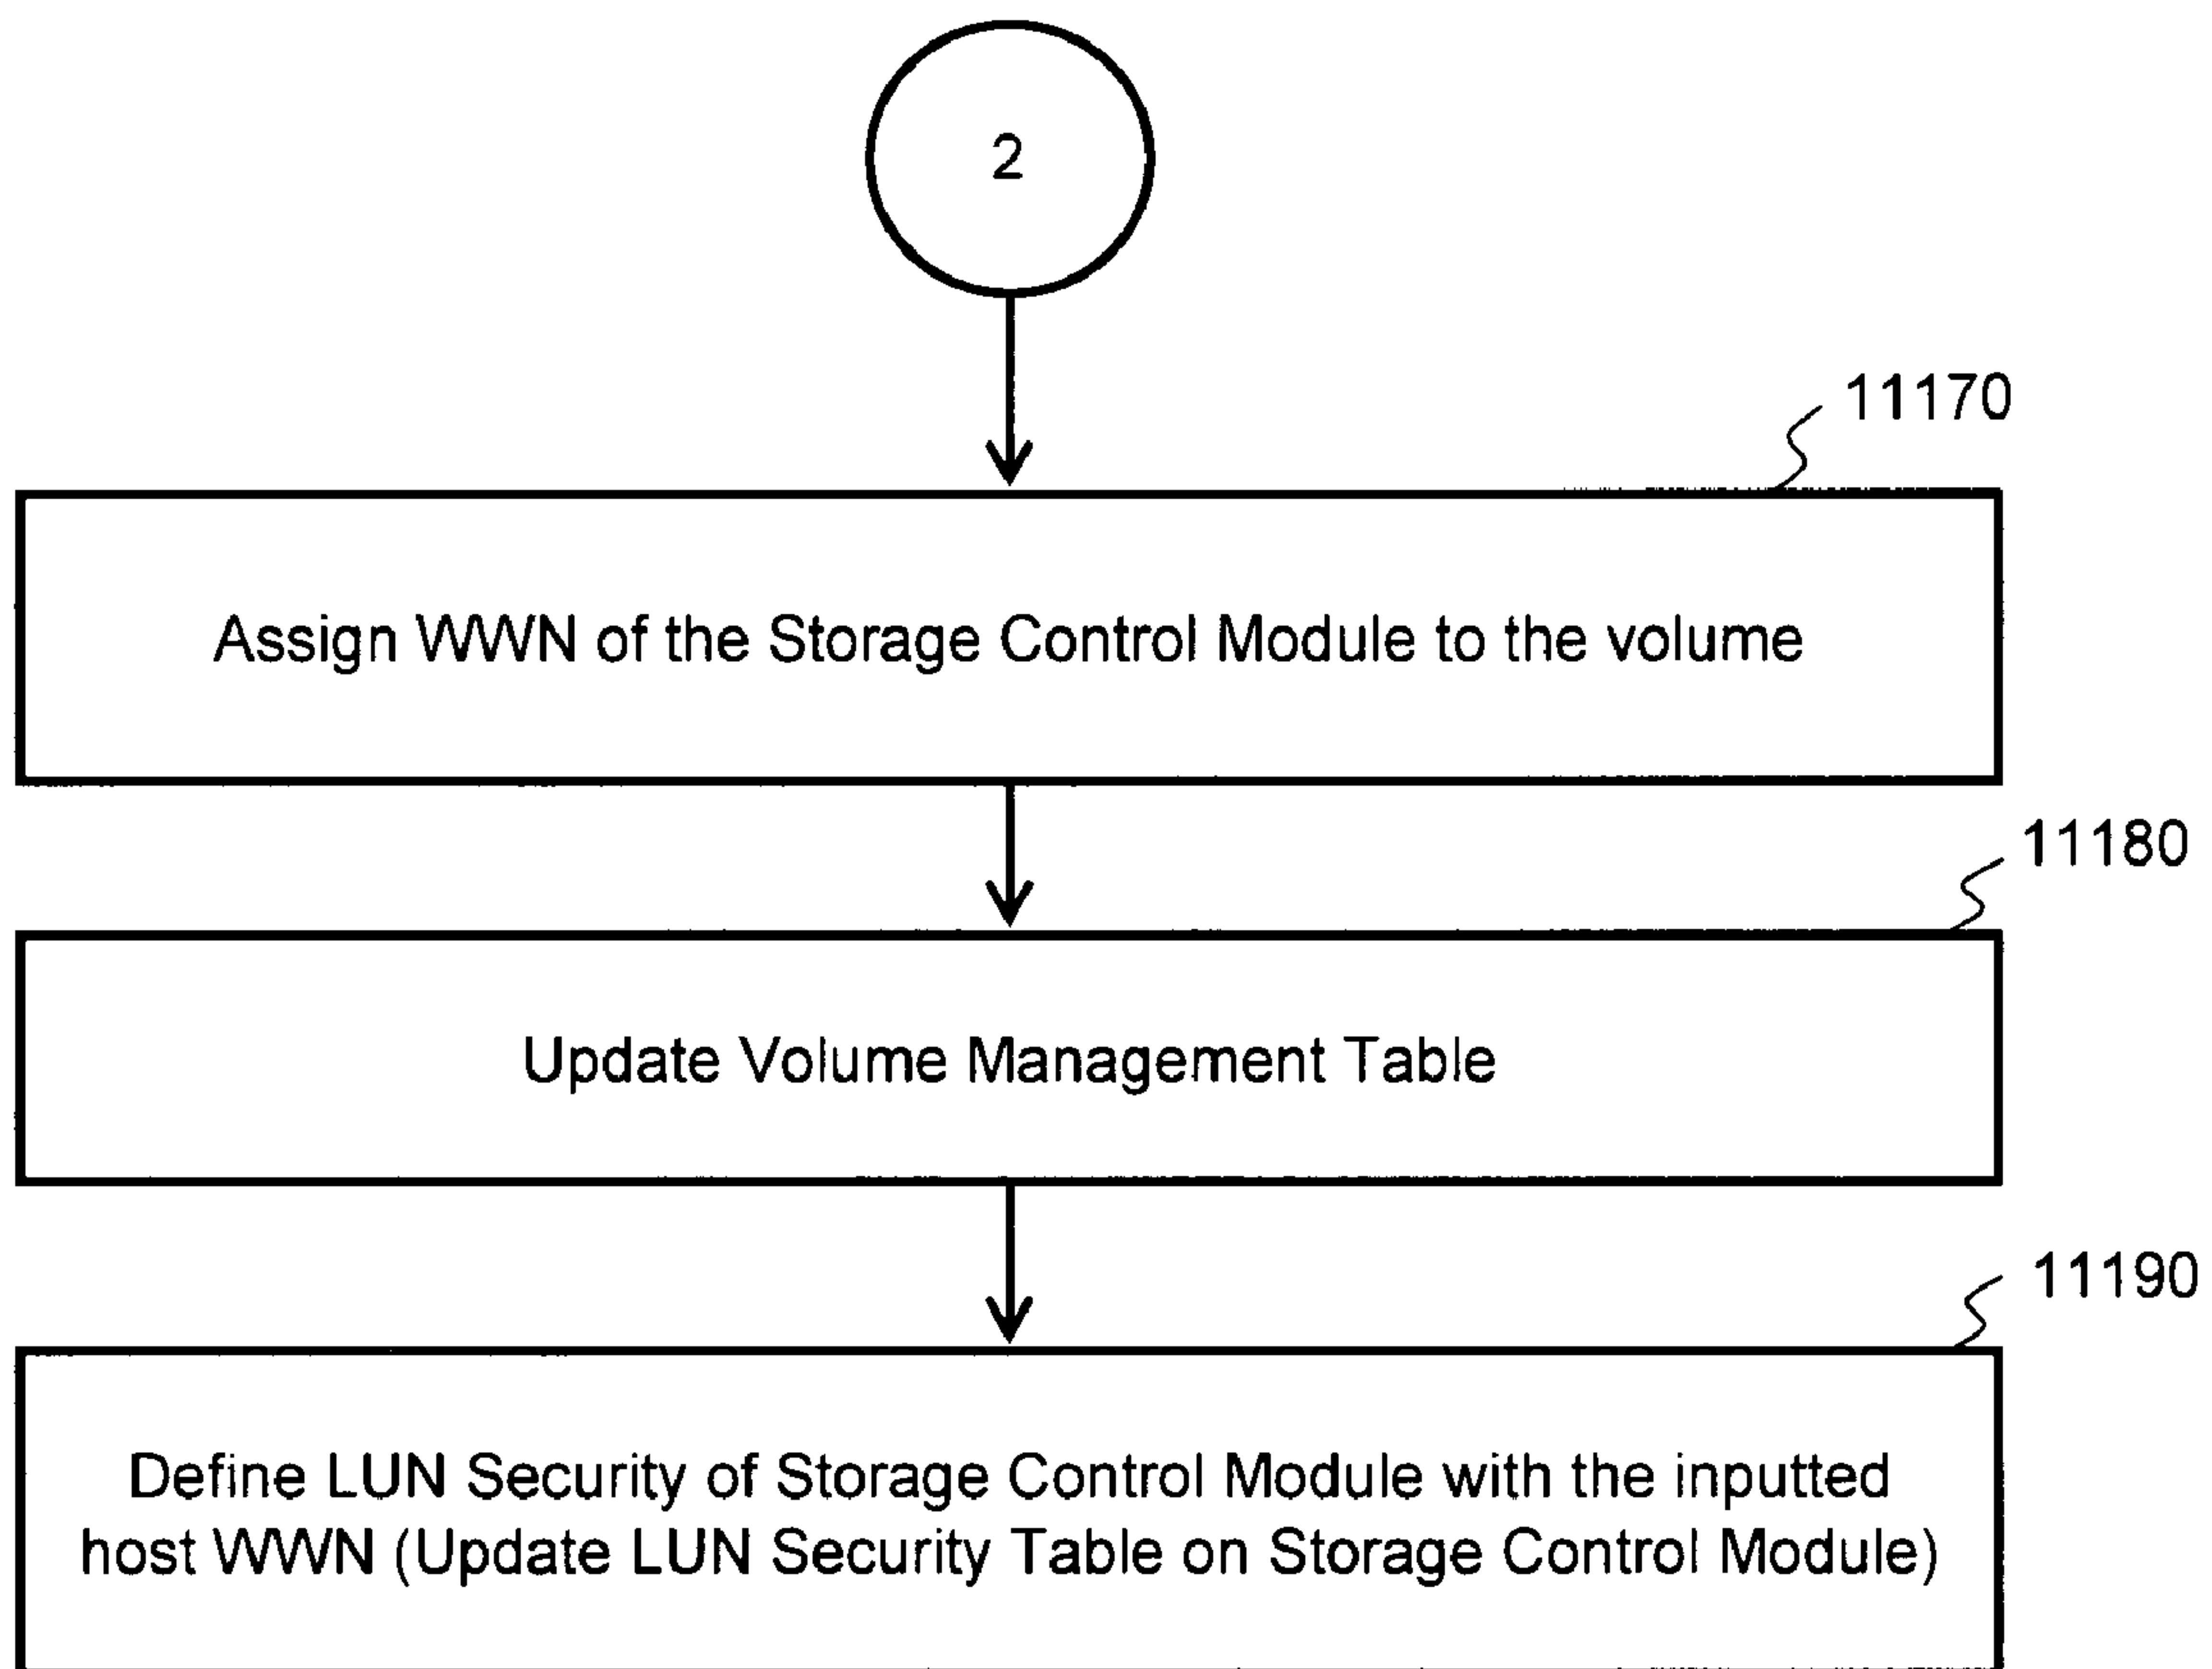 2
11170
Assign WWN of the Storage Control Module to the volume
11180
Update Volume Management Table
11190
Define LUN Security of Storage Control Module with the inputted
host WWN (Update LUN Security Table on Storage Control Module)